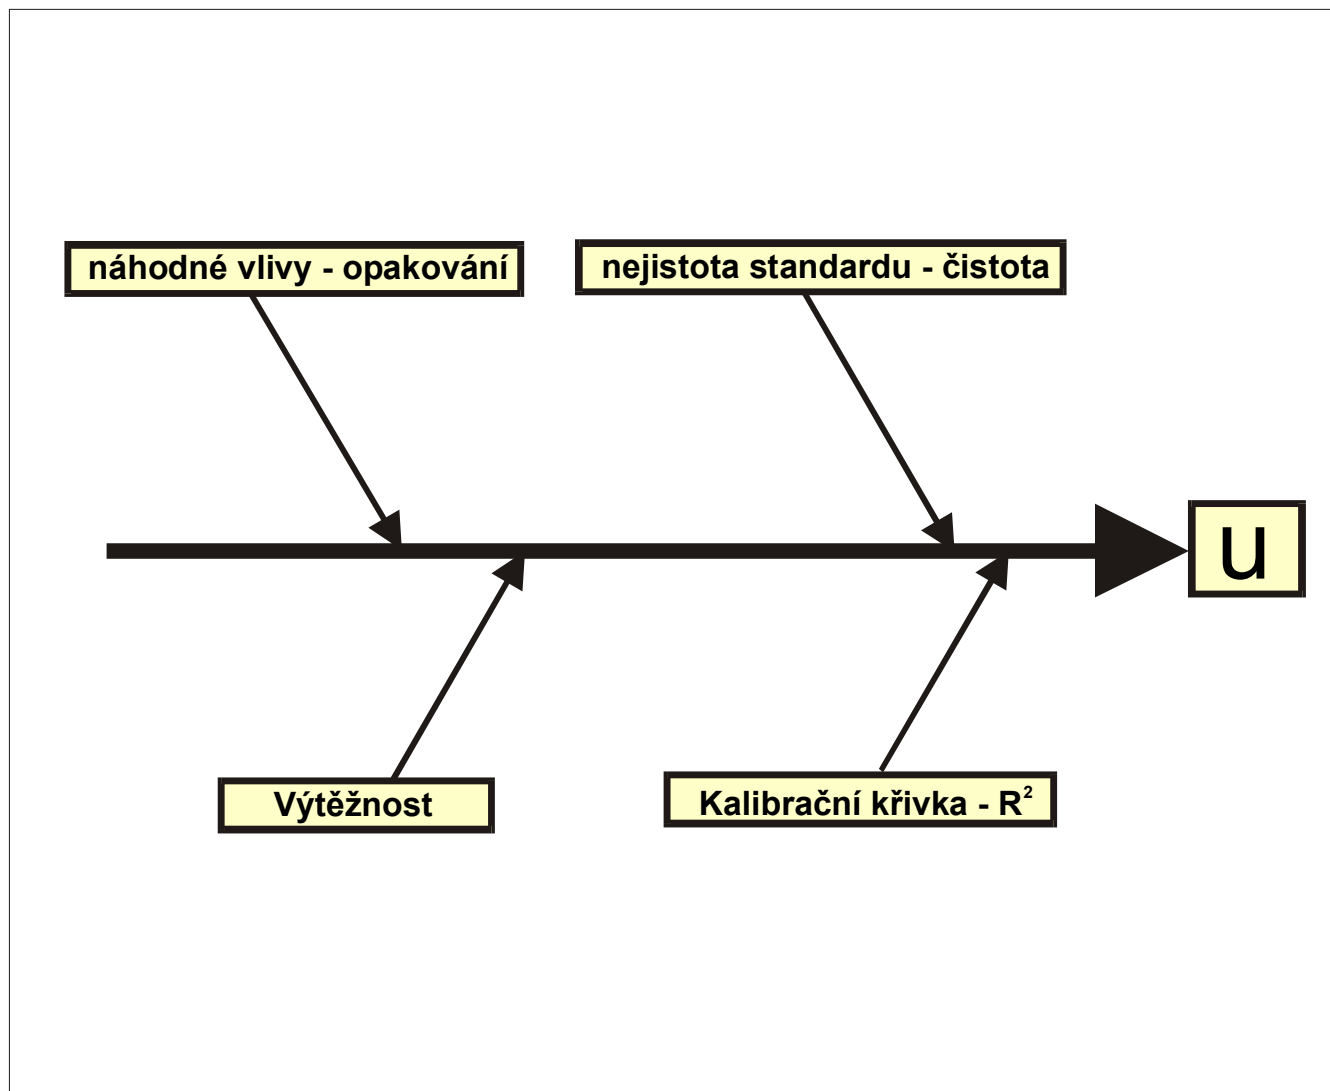 náhodné vlivy - opakování
nejistota standardu - čistota
u
Výtěžnost
Kalibrační křivka - R²